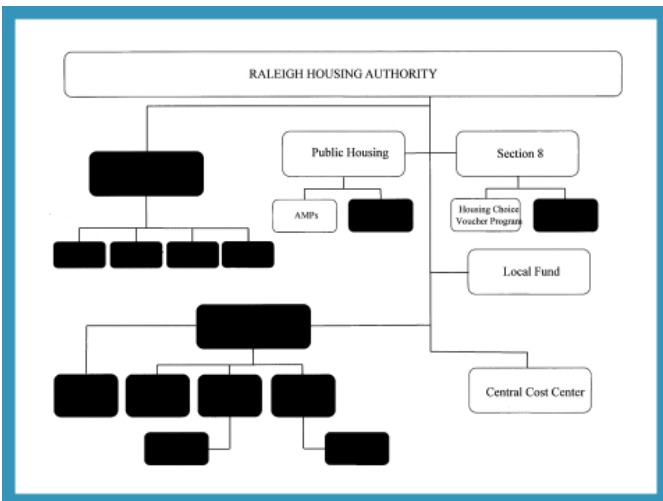 RALEIGH HOUSING AUTHORITY
Public Housing
Section 8
AMPs
Housing Choice
Voucher Program
Local Fund
Central Cost Center